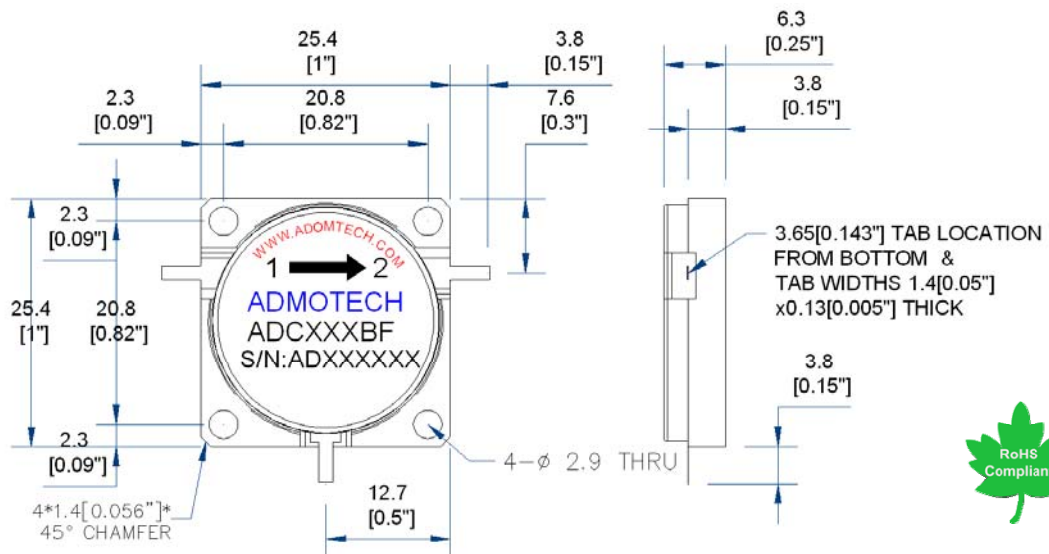 25.4
[1"]
3.8
[0.15"]
6.3
[0.25"]
2.3
[0.09"]
20.8
[0.82"]
7.6
[0.3"]
3.8
[0.15"]
2.3
[0.09"]
WWW.ADOMTECH.COM
1 2
ADMOTECH
ADCXXXBF
S/N:ADXXXXXX
3.65[0.143"] TAB LOCATION
FROM BOTTOM &
TAB WIDTHS 1.4[0.05"]
x0.13[0.005"] THICK
25.4
[1"]
20.8
[0.82"]
3.8
[0.15"]
2.3
[0.09"]
4-ϕ 2.9 THRU
RoHS
Complian
4*1.4[0.056"]*
45° CHAMFER
12.7
[0.5"]